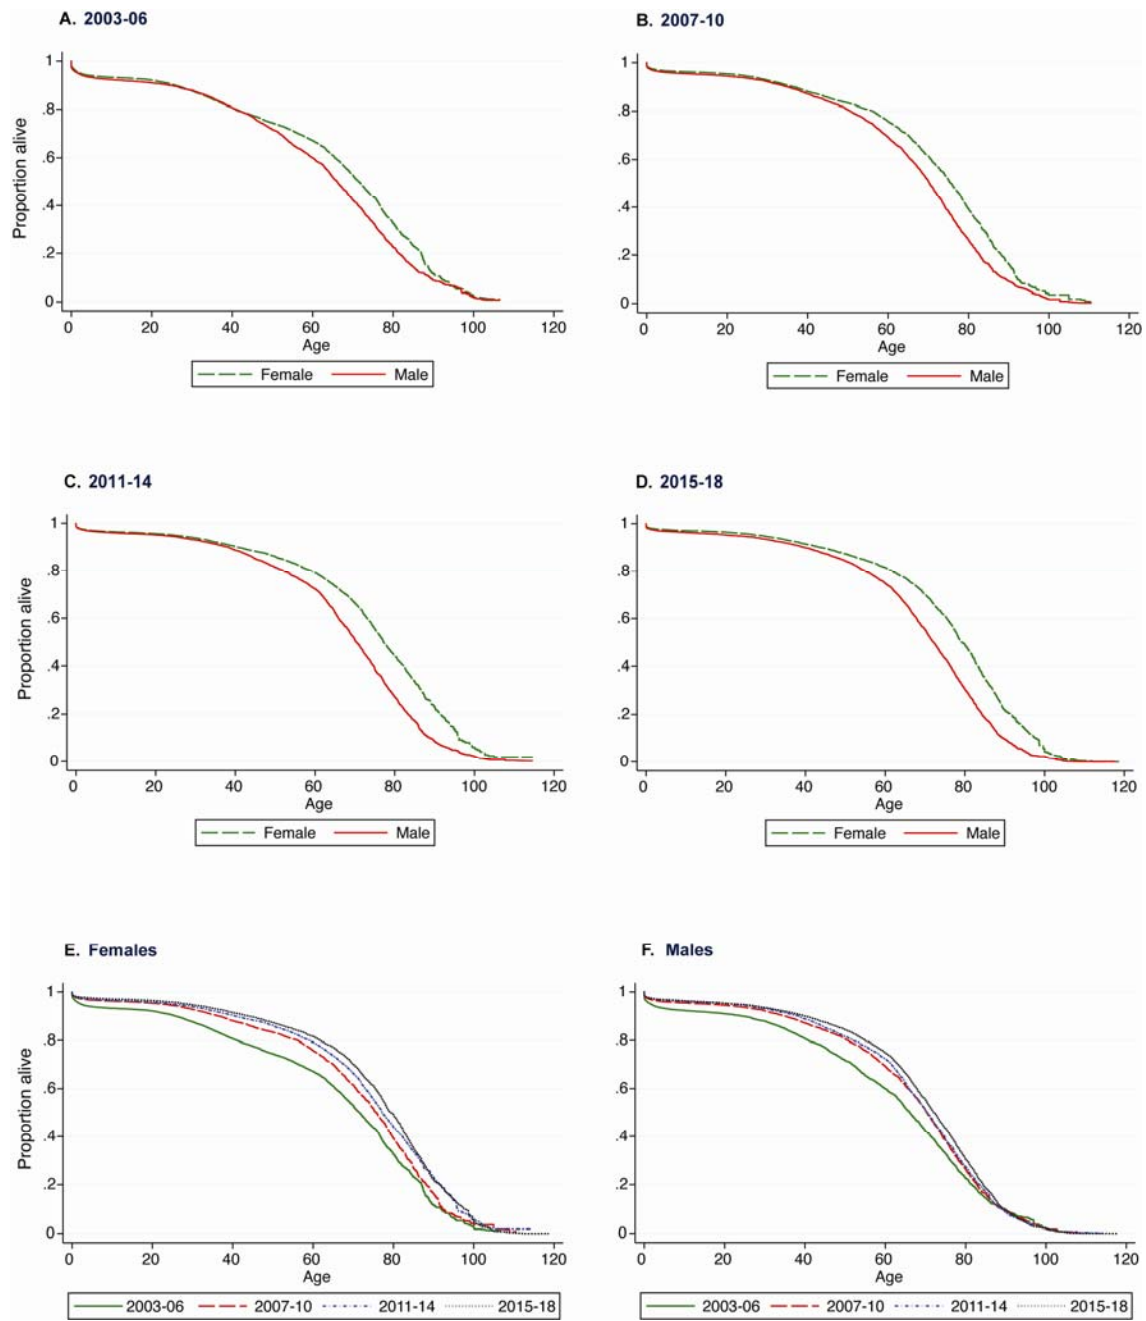 A. 2003-06
B. 2007-10
Proportion alive
1
.8
.6
.4
.2
0
0 20 40 60 80 100 120
Age
Female Male
1
.8
.6
.4
.2
0
0 20 40 60 80 100 120
Age
Female Male
C. 2011-14
D. 2015-18
Proportion alive
1
.8
.6
.4
.2
0
0 20 40 60 80 100 120
Age
Female Male
1
.8
.6
.4
.2
0
0 20 40 60 80 100 120
Age
Female Male
E. Females
F. Males
Proportion alive
1
.8
.6
.4
.2
0
0 20 40 60 80 100 120
Age
2003-06 2007-10 2011-14 2015-18
1
.8
.6
.4
.2
0
0 20 40 60 80 100 120
Age
2003-06 2007-10 2011-14 2015-18